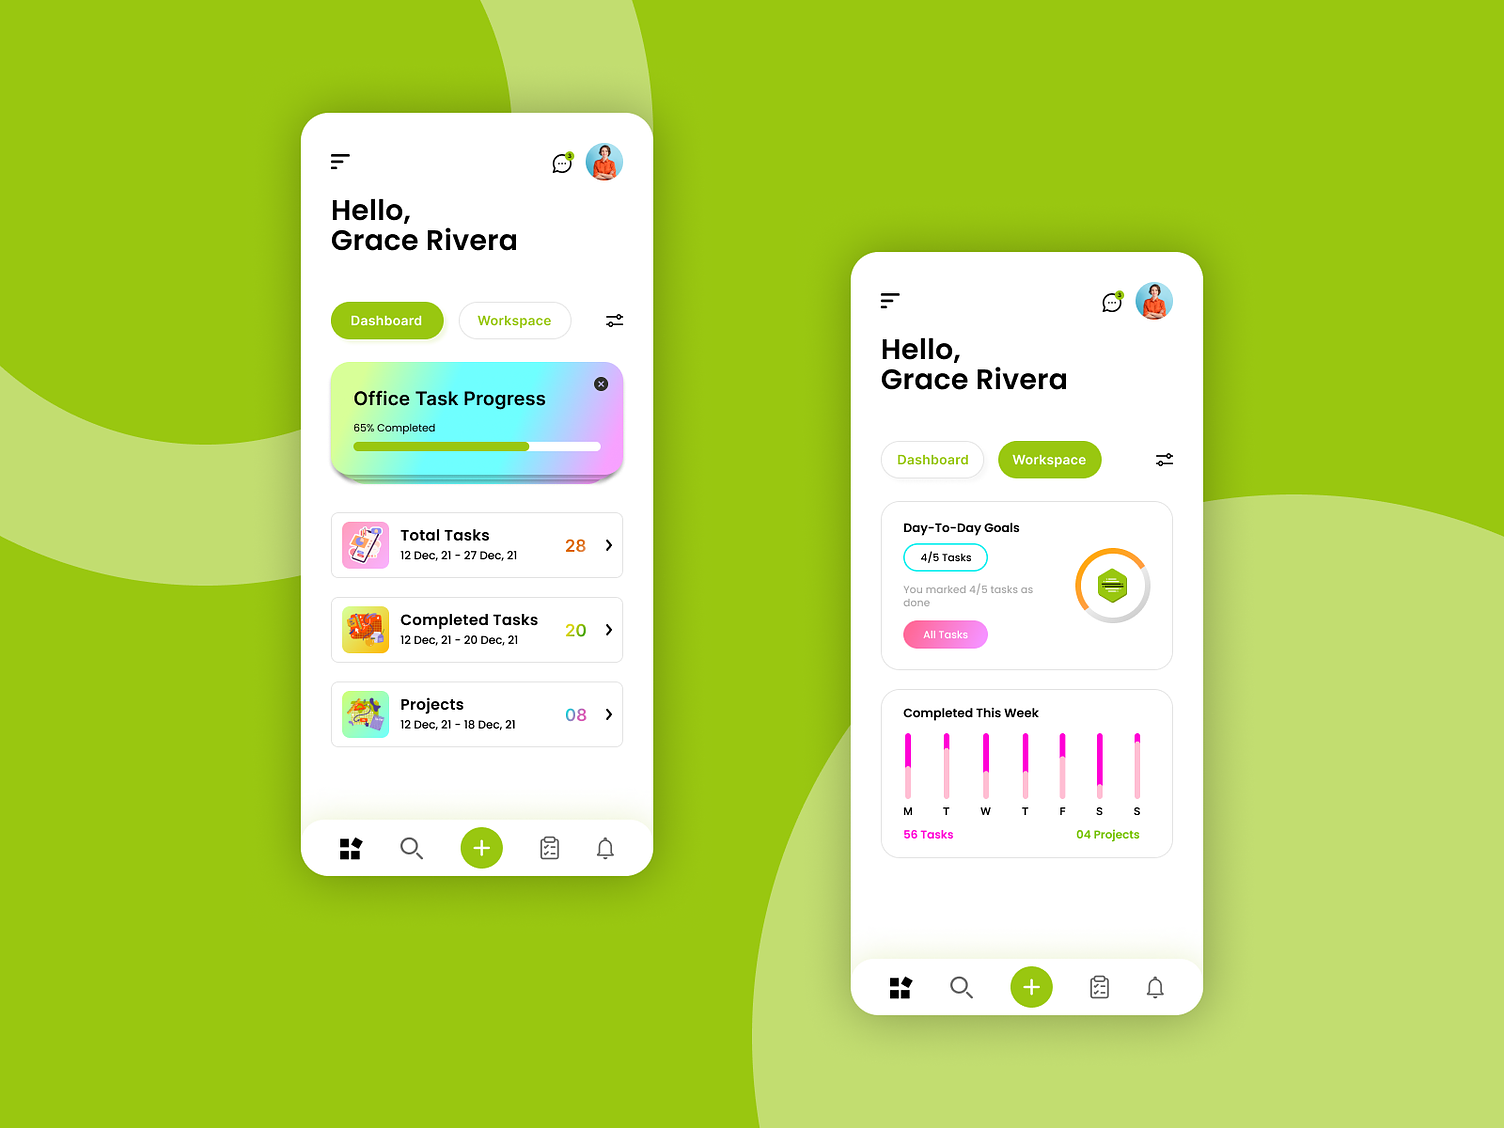 3
Hello,
Grace Rivera
Dashboard
Workspace
Office Task Progress
65% Completed
Total Tasks
12 Dec, 21 - 27 Dec, 21
28
Completed Tasks
12 Dec, 21 - 20 Dec, 21
20
Projects
12 Dec, 21 - 18 Dec, 21
08
3
Hello,
Grace Rivera
Dashboard
Workspace
Day-To-Day Goals
4/5 Tasks
You marked 4/5 tasks as
done
All Tasks
Completed This Week
M T W T F S S
56 Tasks
04 Projects